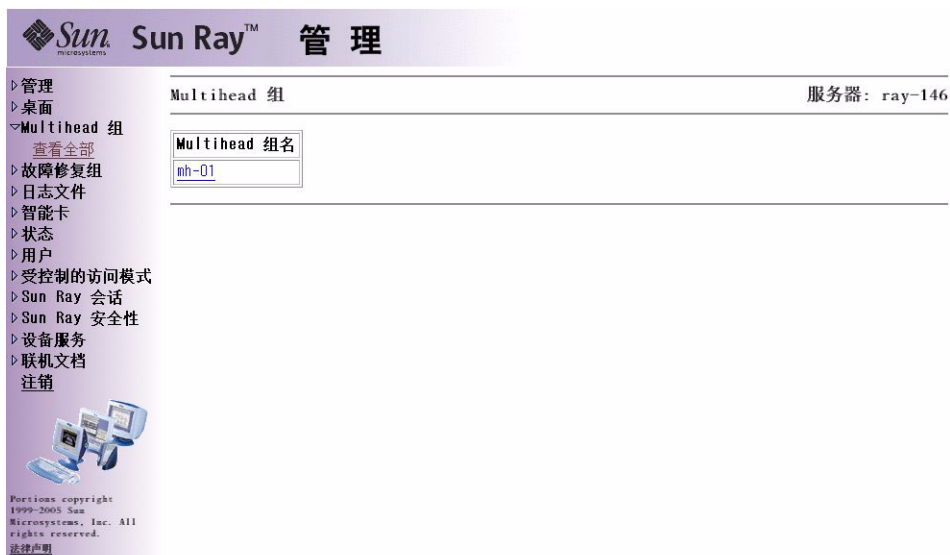 Sun microsystems Sun Ray™ 管 理
管理
桌面
Multihead 组
查看全部
故障修复组
日志文件
智能卡
状态
用户
受控制的访问模式
Sun Ray 会话
Sun Ray 安全性
设备服务
联机文档
注销
Portions copyright
1999-2005 Sun
Microsystems, Inc. All
rights reserved.
法律声明
Multihead 组 服务器: ray-146
Multihead 组名
mh-01